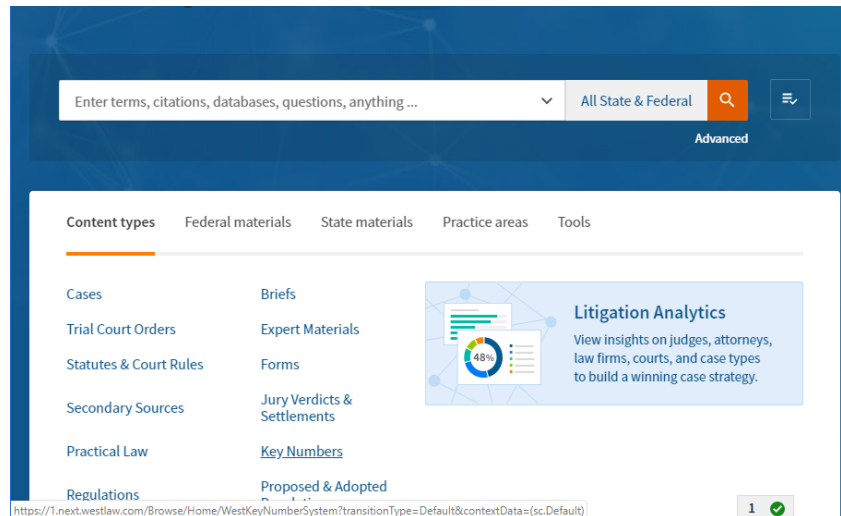 Enter terms, citations, databases, questions, anything ...
All State & Federal
Advanced
Content types
Federal materials
State materials
Practice areas
Tools
Cases
Trial Court Orders
Statutes & Court Rules
Secondary Sources
Practical Law
Regulations
Briefs
Expert Materials
Forms
Jury Verdicts &
Settlements
Key Numbers
Proposed & Adopted
48%
Litigation Analytics
View insights on judges, attorneys,
law firms, courts, and case types
to build a winning case strategy.
https://1.next.westlaw.com/Browse/Home/WestKeyNumberSystem?transitionType=Default&contextData=(sc.Default)
1